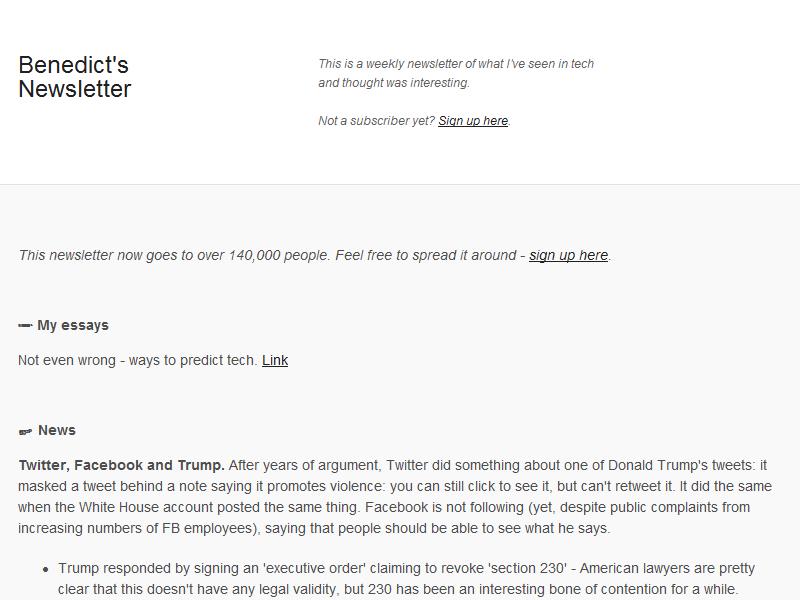 Benedict's
Newsletter
This is a weekly newsletter of what I've seen in tech
and thought was interesting.
Not a subscriber yet? Sign up here.
This newsletter now goes to over 140,000 people. Feel free to spread it around - sign up here.
My essays
Not even wrong - ways to predict tech. Link
News
Twitter, Facebook and Trump. After years of argument, Twitter did something about one of Donald Trump's tweets: it
masked a tweet behind a note saying it promotes violence: you can still click to see it, but can't retweet it. It did the same
when the White House account posted the same thing. Facebook is not following (yet, despite public complaints from
increasing numbers of FB employees), saying that people should be able to see what he says.
• Trump responded by signing an 'executive order' claiming to revoke 'section 230' - American lawyers are pretty
clear that this doesn't have any legal validity, but 230 has been an interesting bone of contention for a while.